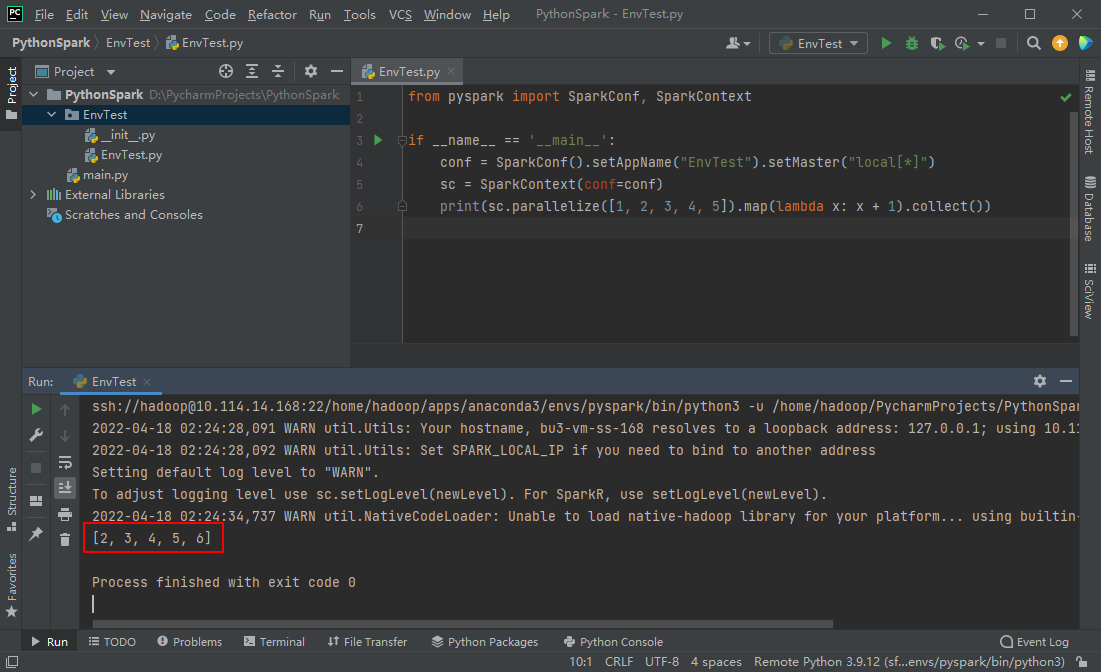 PC File Edit View Navigate Code Refactor Run Tools VCS Window Help PythonSpark - EnvTest.py
PythonSpark EnvTest EnvTest.py EnvTest
Project
Project
EnvTest.py
PythonSpark D:\PycharmProjects\PythonSpark
EnvTest
__init__.py
EnvTest.py
main.py
External Libraries
Scratches and Consoles
1 from pyspark import SparkConf, SparkContext
2
3 if __name__ == '__main__':
4 conf = SparkConf().setAppName("EnvTest").setMaster("local[*]")
5 sc = SparkContext(conf=conf)
6 print(sc.parallelize([1, 2, 3, 4, 5]).map(lambda x: x + 1).collect())
7
Remote Host
Database
SciView
Run: EnvTest
ssh://hadoop@10.114.14.168:22/home/hadoop/apps/anaconda3/envs/pyspark/bin/python3 -u /home/hadoop/PycharmProjects/PythonSpar
2022-04-18 02:24:28,091 WARN util.Utils: Your hostname, bu3-vm-ss-168 resolves to a loopback address: 127.0.0.1; using 10.11
2022-04-18 02:24:28,092 WARN util.Utils: Set SPARK_LOCAL_IP if you need to bind to another address
Setting default log level to "WARN".
To adjust logging level use sc.setLogLevel(newLevel). For SparkR, use setLogLevel(newLevel).
2022-04-18 02:24:34,737 WARN util.NativeCodeLoader: Unable to load native-hadoop library for your platform... using builtin-
[2, 3, 4, 5, 6]
Process finished with exit code 0
Structure
Favorites
Run TODO Problems Terminal File Transfer Python Packages Python Console Event Log
10:1 CRLF UTF-8 4 spaces Remote Python 3.9.12 (sf...envs/pyspark/bin/python3)